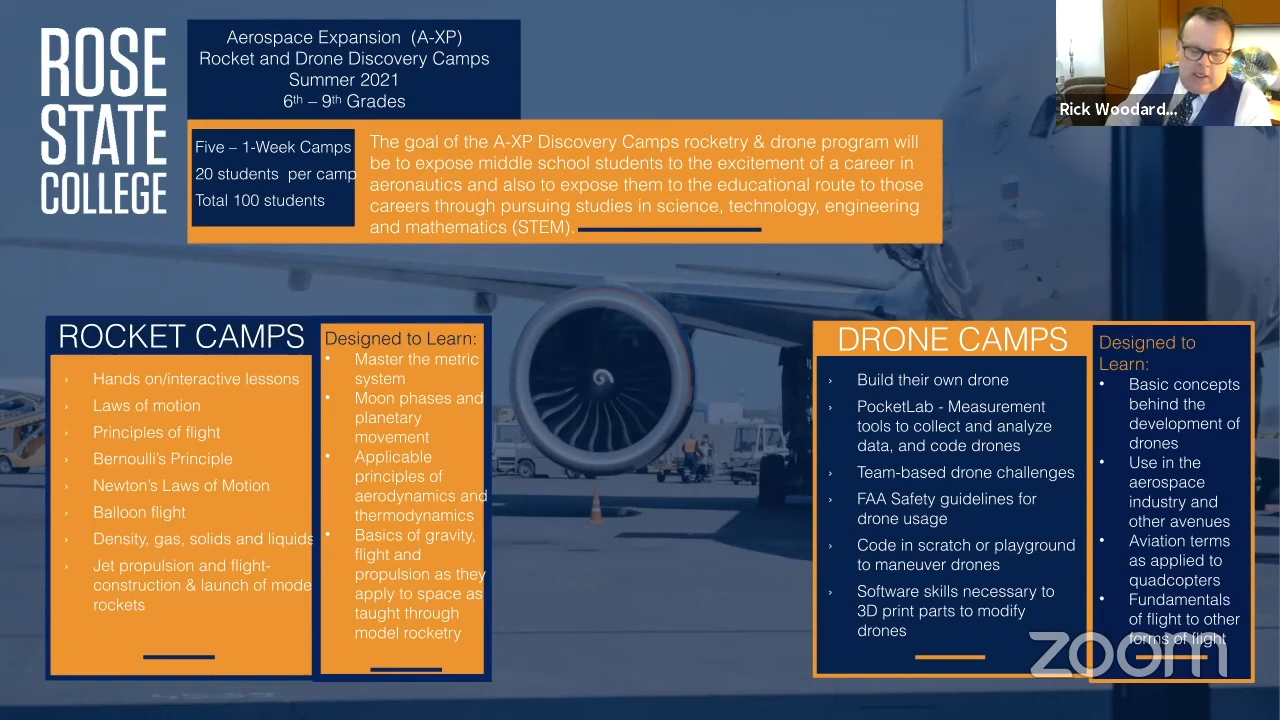 ROSE
STATE
COLLEGE
Aerospace Expansion (A-XP)
Rocket and Drone Discovery Camps
Summer 2021
6th – 9th Grades
Rick Woodard...
Five – 1-Week Camps
20 students per camp
Total 100 students
The goal of the A-XP Discovery Camps rocketry & drone program will
be to expose middle school students to the excitement of a career in
aeronautics and also to expose them to the educational route to those
careers through pursuing studies in science, technology, engineering
and mathematics (STEM).
ROCKET CAMPS
› Hands on/interactive lessons
› Laws of motion
› Principles of flight
› Bernoulli's Principle
› Newton's Laws of Motion
› Balloon flight
› Density, gas, solids and liquids
› Jet propulsion and flight-
construction & launch of mode
rockets
Designed to Learn:
• Master the metric
system
• Moon phases and
planetary
movement
• Applicable
principles of
aerodynamics and
thermodynamics
• Basics of gravity,
flight and
propulsion as they
apply to space as
taught through
model rocketry
DRONE CAMPS
› Build their own drone
› PocketLab - Measurement
tools to collect and analyze
data, and code drones
› Team-based drone challenges
› FAA Safety guidelines for
drone usage
› Code in scratch or playground
to maneuver drones
› Software skills necessary to
3D print parts to modify
drones
Designed to
Learn:
• Basic concepts
behind the
development of
drones
• Use in the
aerospace
industry and
other avenues
• Aviation terms
as applied to
quadcopters
• Fundamentals
of flight to other
forms of flight
zoom